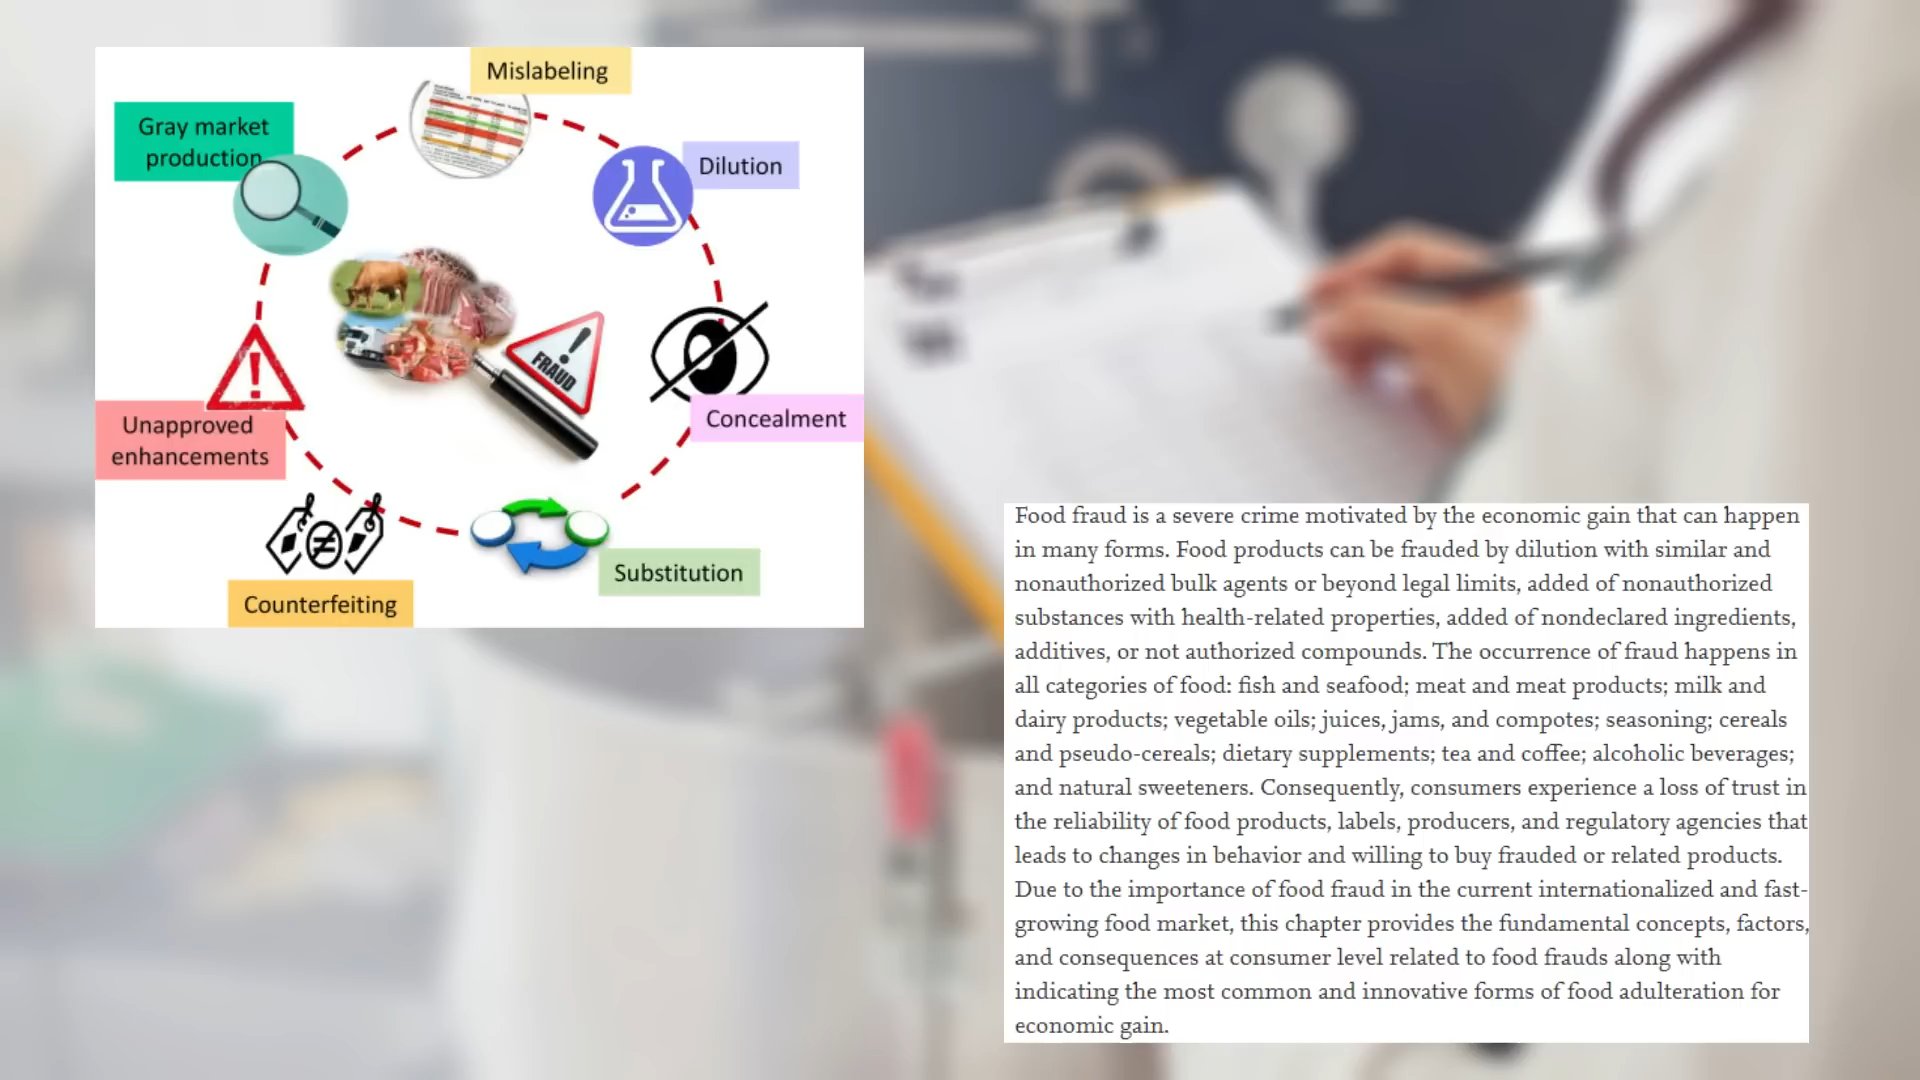 Mislabeling
Gray market
production
Dilution
FRAUD
Concealment
Unapproved
enhancements
Substitution
Counterfeiting
Food fraud is a severe crime motivated by the economic gain that can happen
in many forms. Food products can be frauded by dilution with similar and
nonauthorized bulk agents or beyond legal limits, added of nonauthorized
substances with health-related properties, added of nondeclared ingredients,
additives, or not authorized compounds. The occurrence of fraud happens in
all categories of food: fish and seafood; meat and meat products; milk and
dairy products; vegetable oils; juices, jams, and compotes; seasoning; cereals
and pseudo-cereals; dietary supplements; tea and coffee; alcoholic beverages;
and natural sweeteners. Consequently, consumers experience a loss of trust in
the reliability of food products, labels, producers, and regulatory agencies that
leads to changes in behavior and willing to buy frauded or related products.
Due to the importance of food fraud in the current internationalized and fast-
growing food market, this chapter provides the fundamental concepts, factors,
and consequences at consumer level related to food frauds along with
indicating the most common and innovative forms of food adulteration for
economic gain.